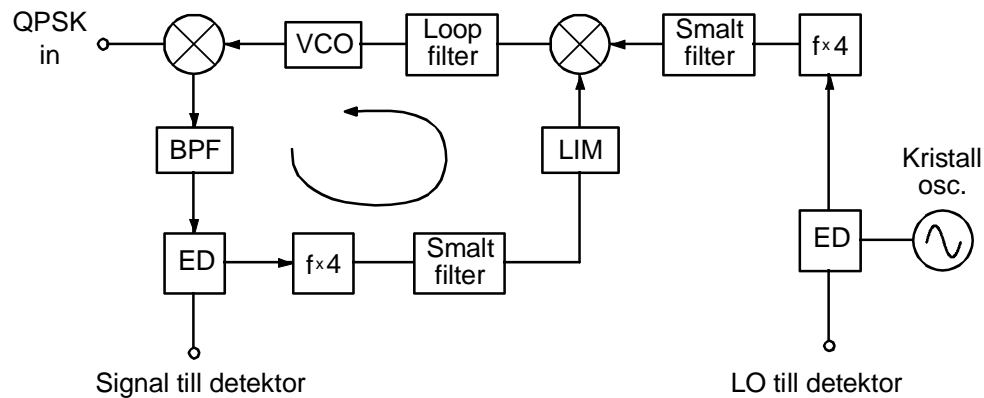 QPSK
in
VCO
Loop
filter
Smalt
filter
f×4
BPF
LIM
Kristall
osc.
ED
f×4
Smalt
filter
ED
Signal till detektor
LO till detektor